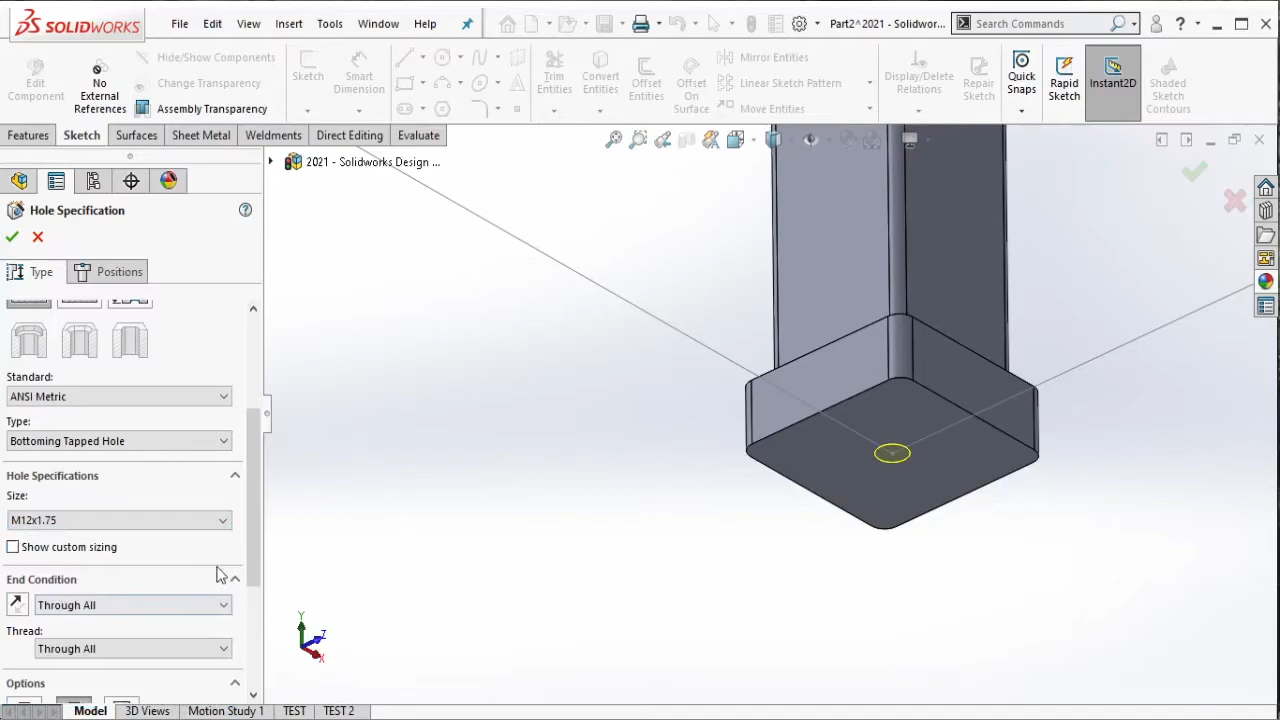 SOLIDWORKS
File Edit View Insert Tools Window Help
Part2^2021 - Solidwor...
Search Commands
?
Edit Component
No External References
Hide/Show Components
Change Transparency
Assembly Transparency
Sketch
Smart Dimension
Trim Entities
Convert Entities
Offset Entities
Offset On Surface
Mirror Entities
Linear Sketch Pattern
Move Entities
Display/Delete Relations
Repair Sketch
Quick Snaps
Rapid Sketch
Instant2D
Shaded Sketch Contours
Features Sketch Surfaces Sheet Metal Weldments Direct Editing Evaluate
2021 - Solidworks Design ...
Hole Specification
?
Type Positions
Standard:
ANSI Metric
Type:
Bottoming Tapped Hole
Hole Specifications
Size:
M12x1.75
Show custom sizing
End Condition
Through All
Thread:
Through All
Options
Y
Z
X
Model 3D Views Motion Study 1 TEST TEST 2